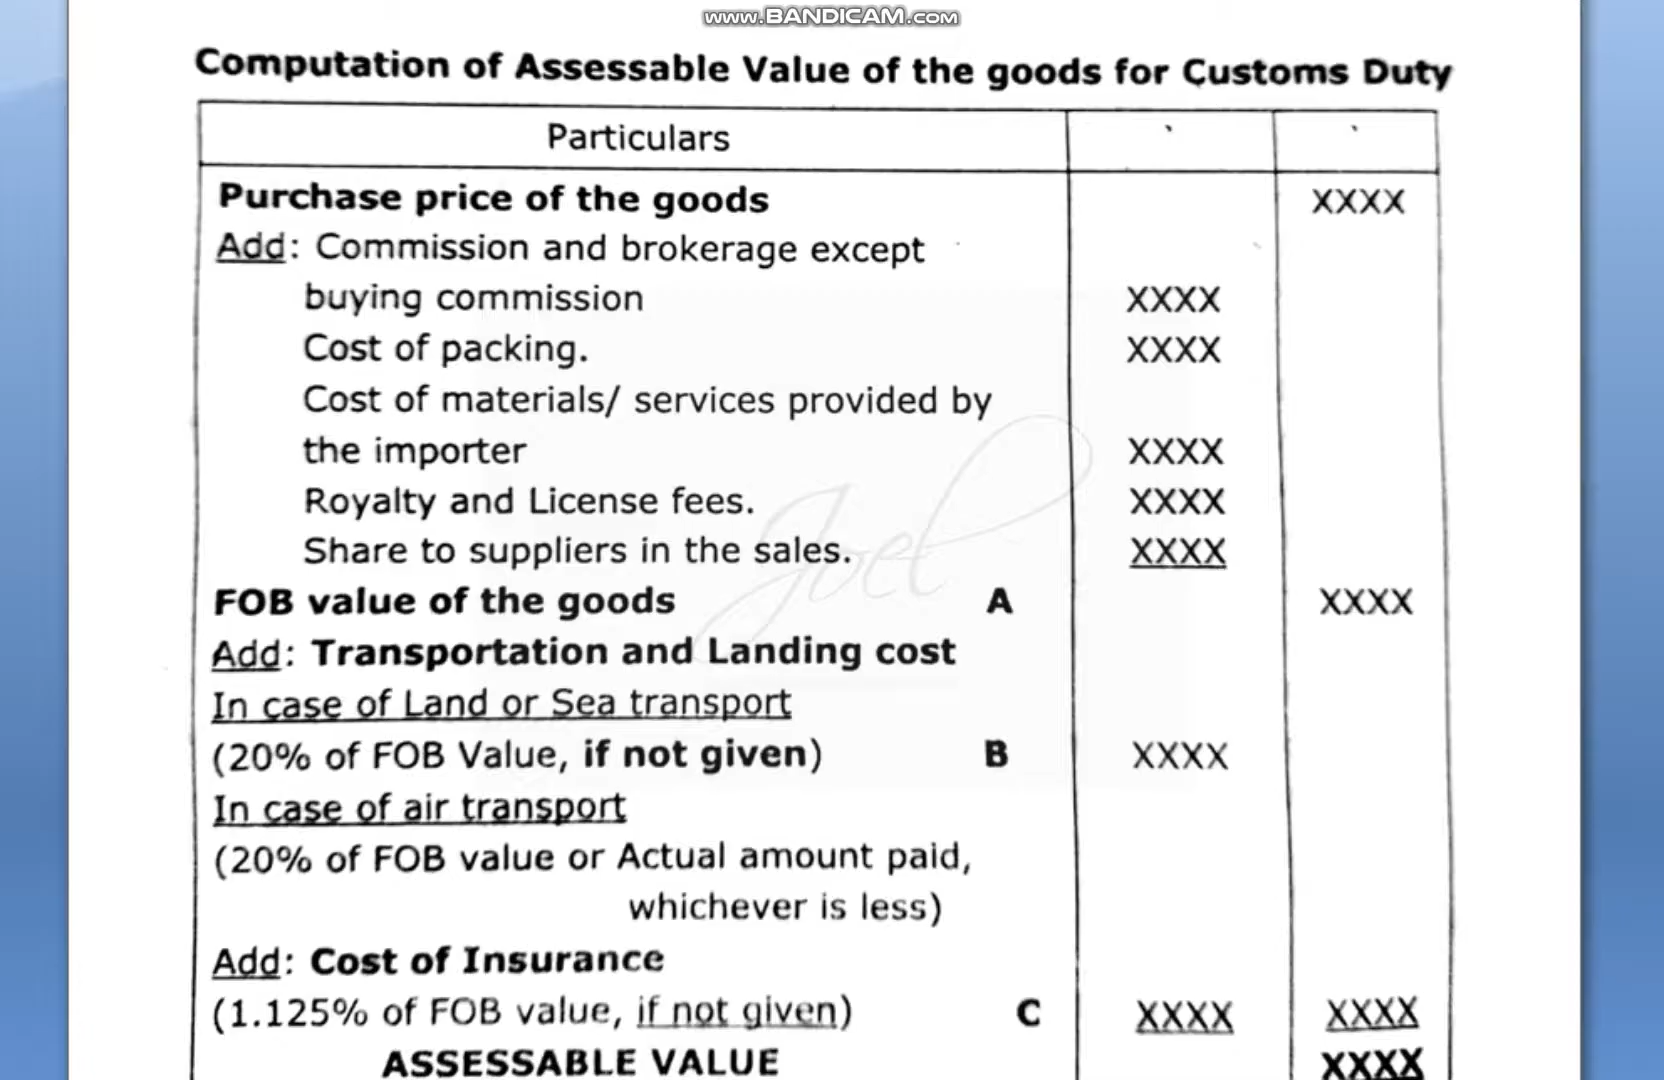 www.BANDICAM.com
Computation of Assessable Value of the goods for Customs Duty
Particulars ` `
Purchase price of the goods XXXX
Add: Commission and brokerage except
buying commission XXXX
Cost of packing. XXXX
Cost of materials/ services provided by
the importer XXXX
Royalty and License fees. XXXX
Share to suppliers in the sales. XXXX
FOB value of the goods A XXXX
Add: Transportation and Landing cost
In case of Land or Sea transport
(20% of FOB Value, if not given) B XXXX
In case of air transport
(20% of FOB value or Actual amount paid,
whichever is less)
Add: Cost of Insurance
(1.125% of FOB value, if not given) C XXXX XXXX
ASSESSABLE VALUE XXXX
Joel